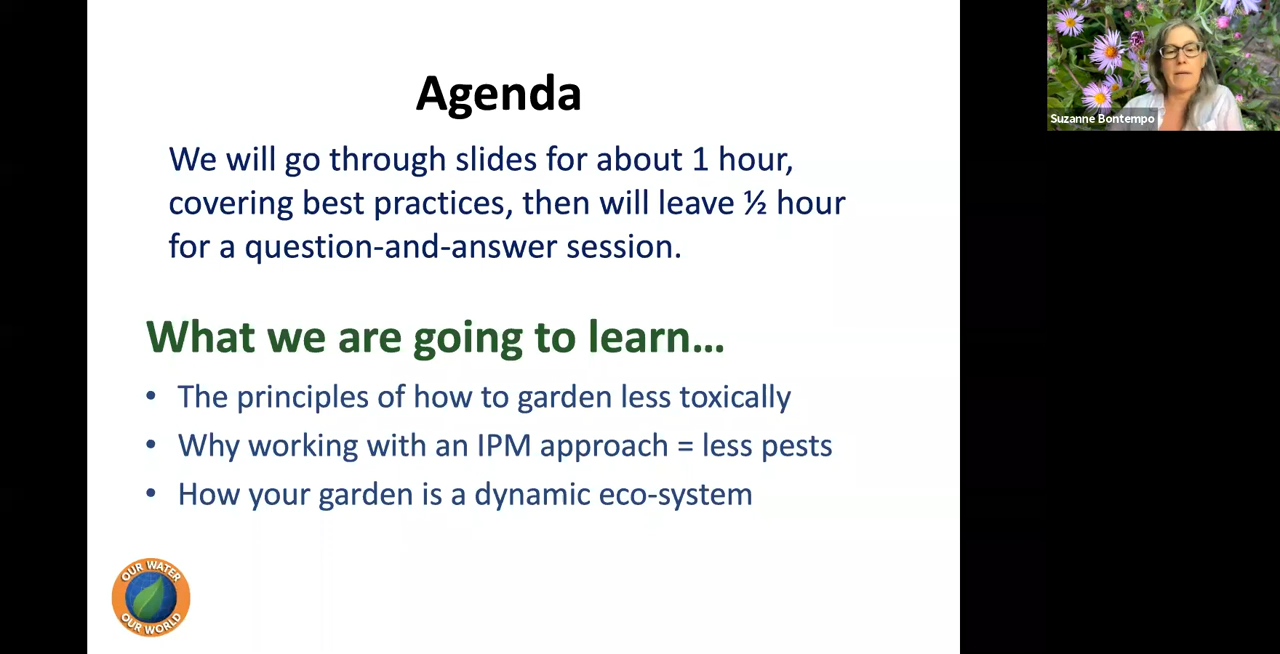 Agenda
We will go through slides for about 1 hour,
covering best practices, then will leave ½ hour
for a question-and-answer session.
What we are going to learn...
• The principles of how to garden less toxically
• Why working with an IPM approach = less pests
• How your garden is a dynamic eco-system
OUR WATER
OUR WORLD
Suzanne Bontempo